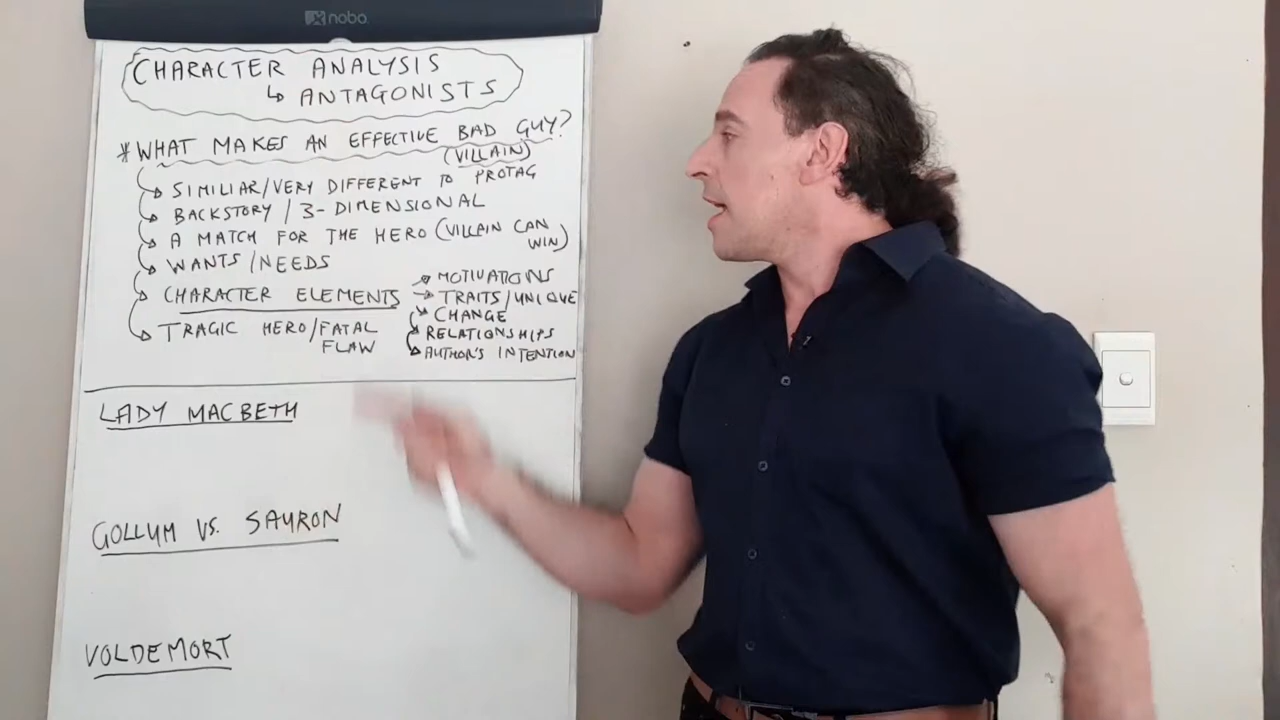 nobo
CHARACTER ANALYSIS
↳ ANTAGONISTS
* WHAT MAKES AN EFFECTIVE BAD GUY?
(VILLAIN)
SIMILIAR/VERY DIFFERENT TO PROTAG
BACKSTORY / 3-DIMENSIONAL
A MATCH FOR THE HERO (VILLAIN CAN
WIN)
WANTS/NEEDS
CHARACTER ELEMENTS
MOTIVATIONS
TRAITS/UNIQUE
CHANGE
RELATIONSHIPS
AUTHOR'S INTENTION
TRAGIC HERO/FATAL
FLAW
LADY MACBETH
GOLLUM VS. SAURON
VOLDEMORT